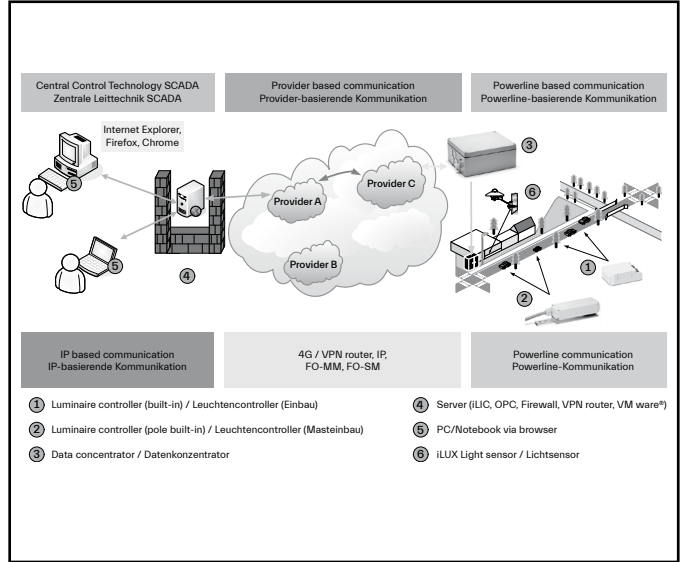 Central Control Technology SCADA
Zentrale Leittechnik SCADA
Provider based communication
Provider-basierende Kommunikation
Powerline based communication
Powerline-basierende Kommunikation
Internet Explorer,
Firefox, Chrome
5
5
4
Provider A
Provider C
Provider B
3
6
1
2
IP based communication
IP-basierende Kommunikation
4G / VPN router, IP,
FO-MM, FO-SM
Powerline communication
Powerline-Kommunikation
1 Luminaire controller (built-in) / Leuchtencontroller (Einbau)
2 Luminaire controller (pole built-in) / Leuchtencontroller (Masteinbau)
3 Data concentrator / Datenkonzentrator
4 Server (iLIC, OPC, Firewall, VPN router, VM ware®)
5 PC/Notebook via browser
6 iLUX Light sensor / Lichtsensor